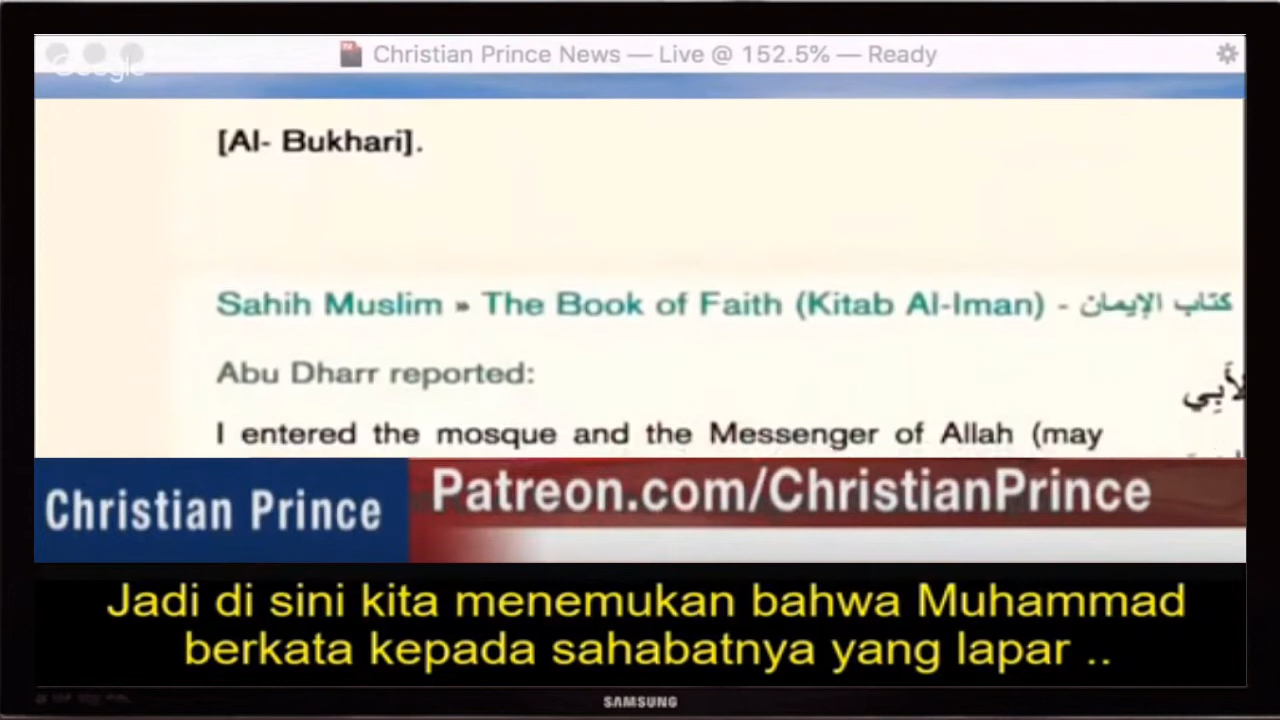 Christian Prince News — Live @ 152.5% — Ready
Google
[Al- Bukhari].
Sahih Muslim » The Book of Faith (Kitab Al-Iman) - كتاب الإيمان
Abu Dharr reported:
I entered the mosque and the Messenger of Allah (may
Christian Prince
Patreon.com/ChristianPrince
Jadi di sini kita menemukan bahwa Muhammad
berkata kepada sahabatnya yang lapar ..
SAMSUNG